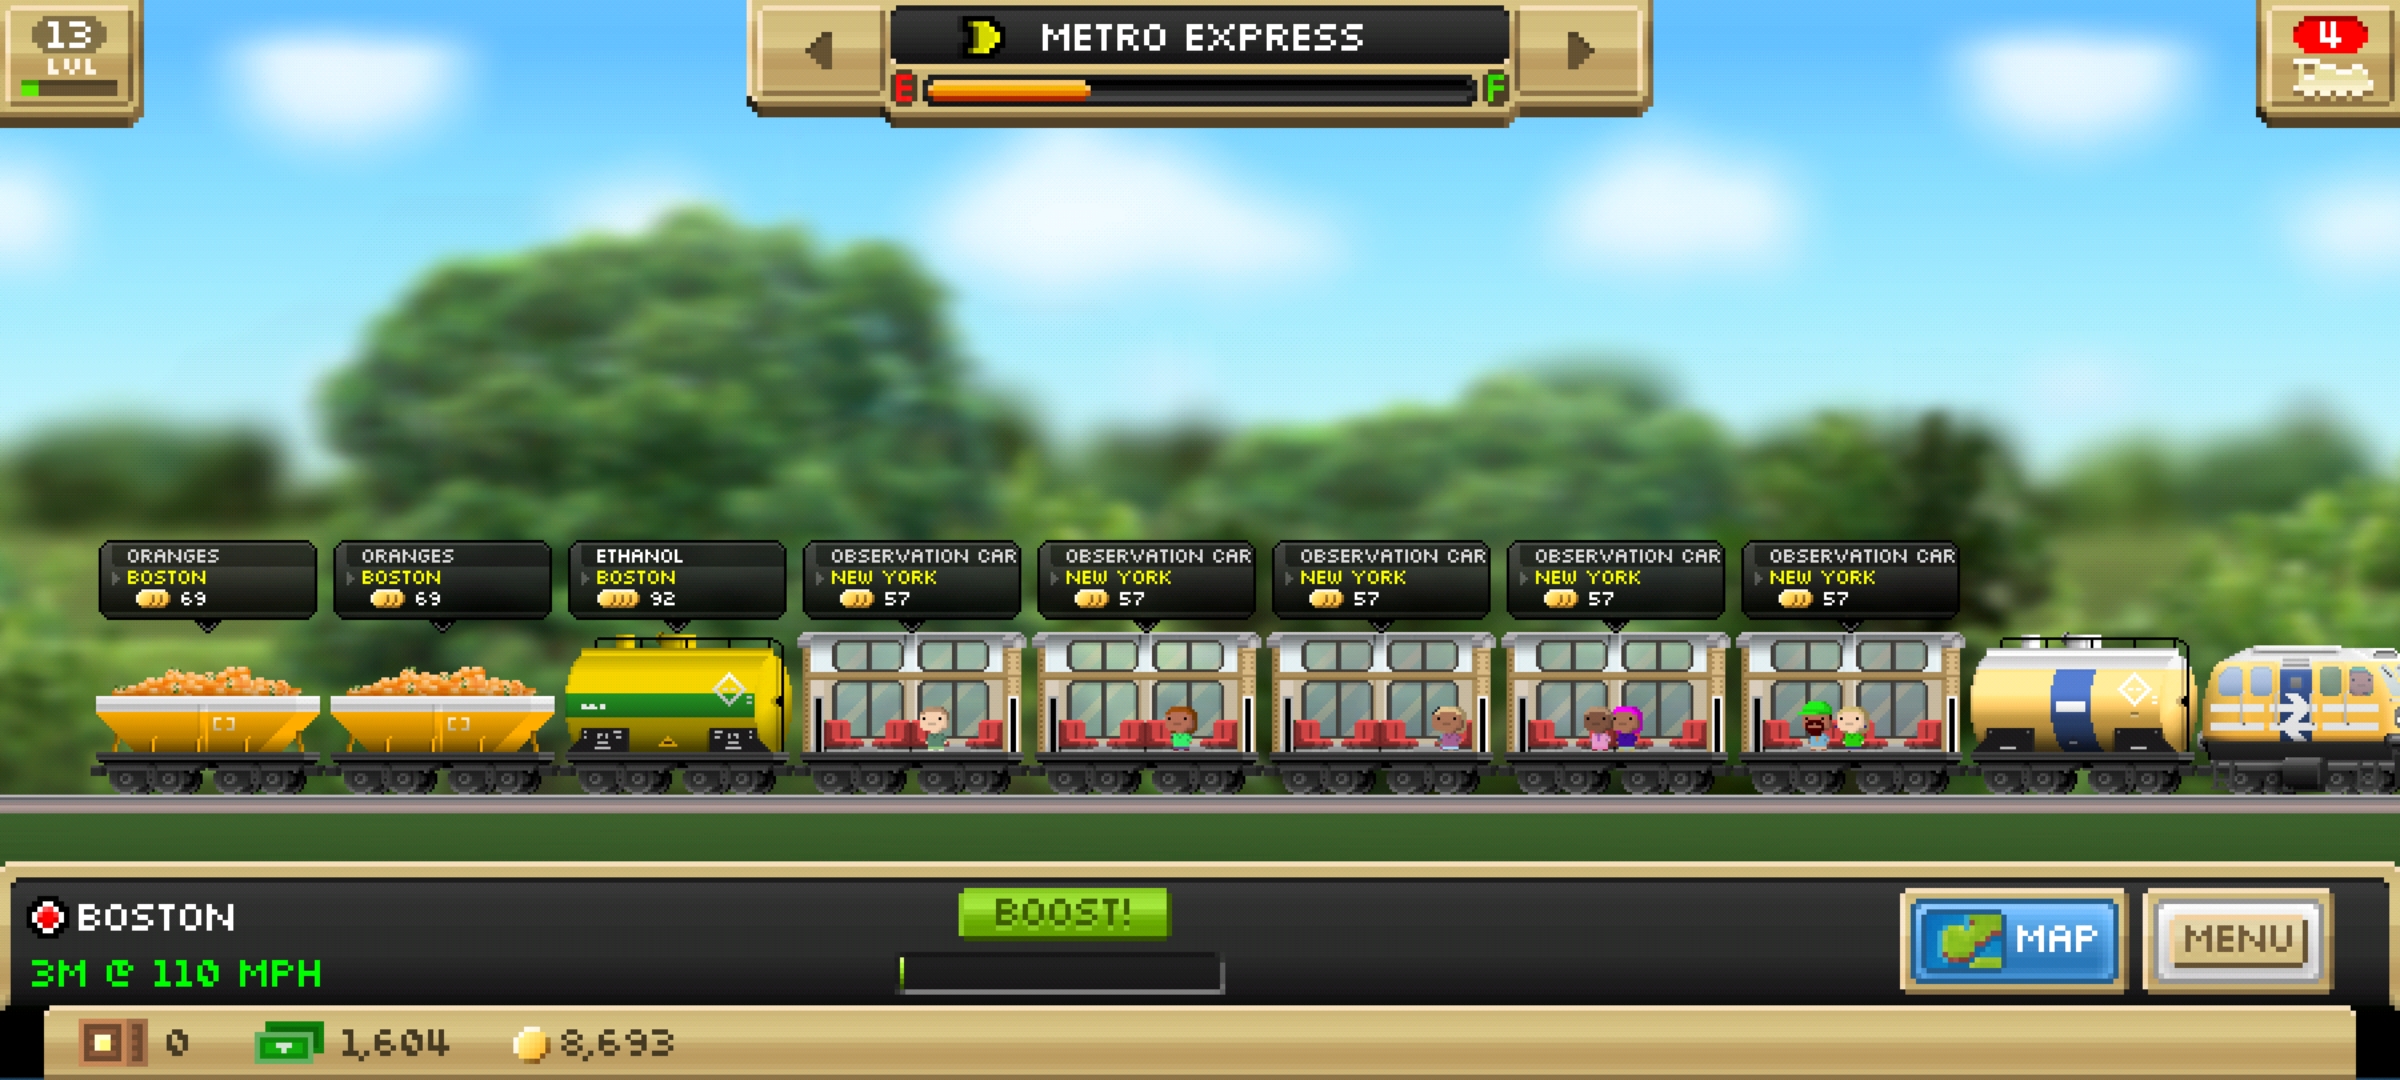 13
LVL
METRO EXPRESS
E
F
4
ORANGES
BOSTON
69
ORANGES
BOSTON
69
ETHANOL
BOSTON
92
OBSERVATION CAR
NEW YORK
57
OBSERVATION CAR
NEW YORK
57
OBSERVATION CAR
NEW YORK
57
OBSERVATION CAR
NEW YORK
57
OBSERVATION CAR
NEW YORK
57
BOSTON
3M @ 110 MPH
BOOST!
MAP
MENU
0
1,604
8,693